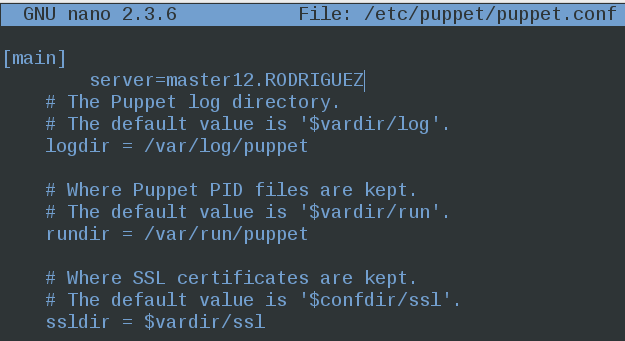 GNU nano 2.3.6 File: /etc/puppet/puppet.conf
[main]
server=master12.RODRIGUEZ
# The Puppet log directory.
# The default value is '$vardir/log'.
logdir = /var/log/puppet
# Where Puppet PID files are kept.
# The default value is '$vardir/run'.
rundir = /var/run/puppet
# Where SSL certificates are kept.
# The default value is '$confdir/ssl'.
ssldir = $vardir/ssl